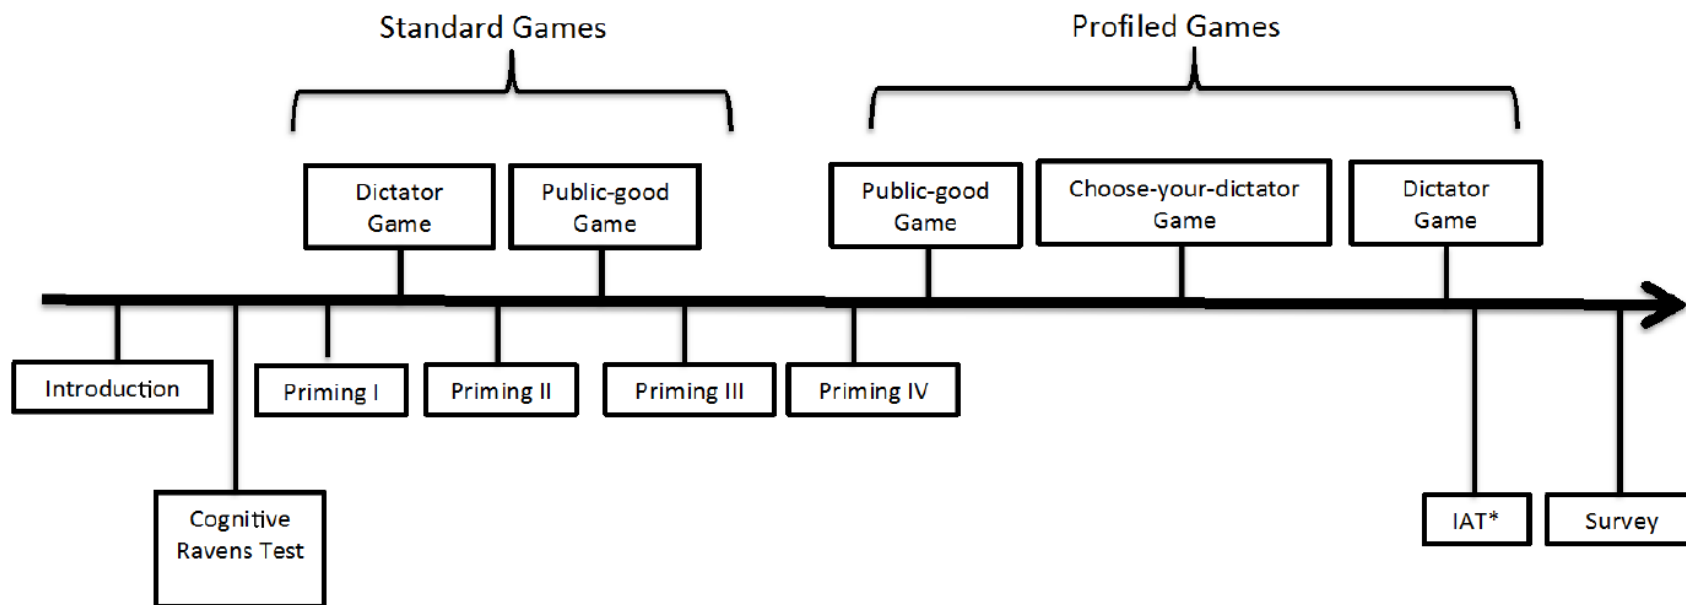 Standard Games
Profiled Games
Dictator
Game
Public-good
Game
Public-good
Game
Choose-your-dictator
Game
Dictator
Game
Introduction
Priming I
Priming II
Priming III
Priming IV
Cognitive
Ravens Test
IAT*
Survey